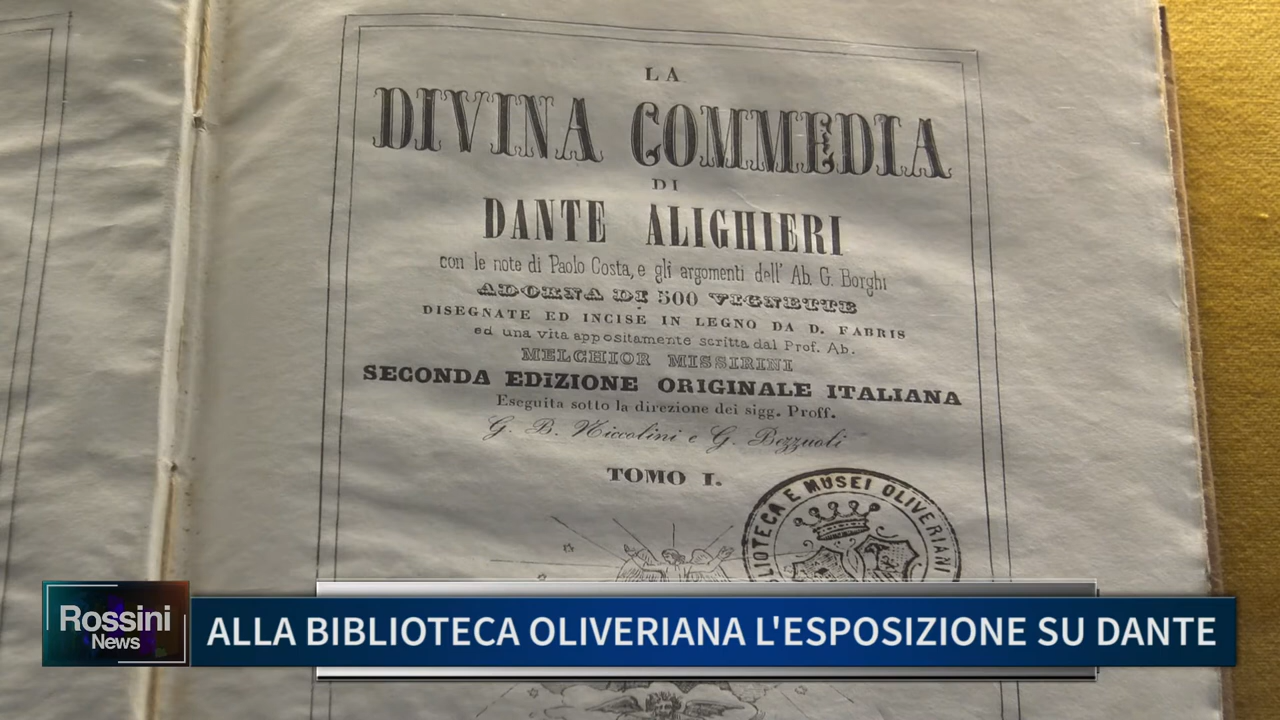 LA
DIVINA COMMEDIA
DI
DANTE ALIGHIERI
con le note di Paolo Costa, e gli argomenti dell' Ab. G. Borghi
ADORNA DI 500 VIGNETTE
DISEGNATE ED INCISE IN LEGNO DA D. FABRIS
ed una vita appositamente scritta dal Prof. Ab.
MELCHIOR MISSIRINI
SECONDA EDIZIONE ORIGINALE ITALIANA
Eseguita sotto la direzione dei sigg. Proff.
G. B. Niccolini e G. Bezzuoli
TOMO I.
BLIOTECA E MUSEI OLIVERIANI
Rossini
News
ALLA BIBLIOTECA OLIVERIANA L'ESPOSIZIONE SU DANTE